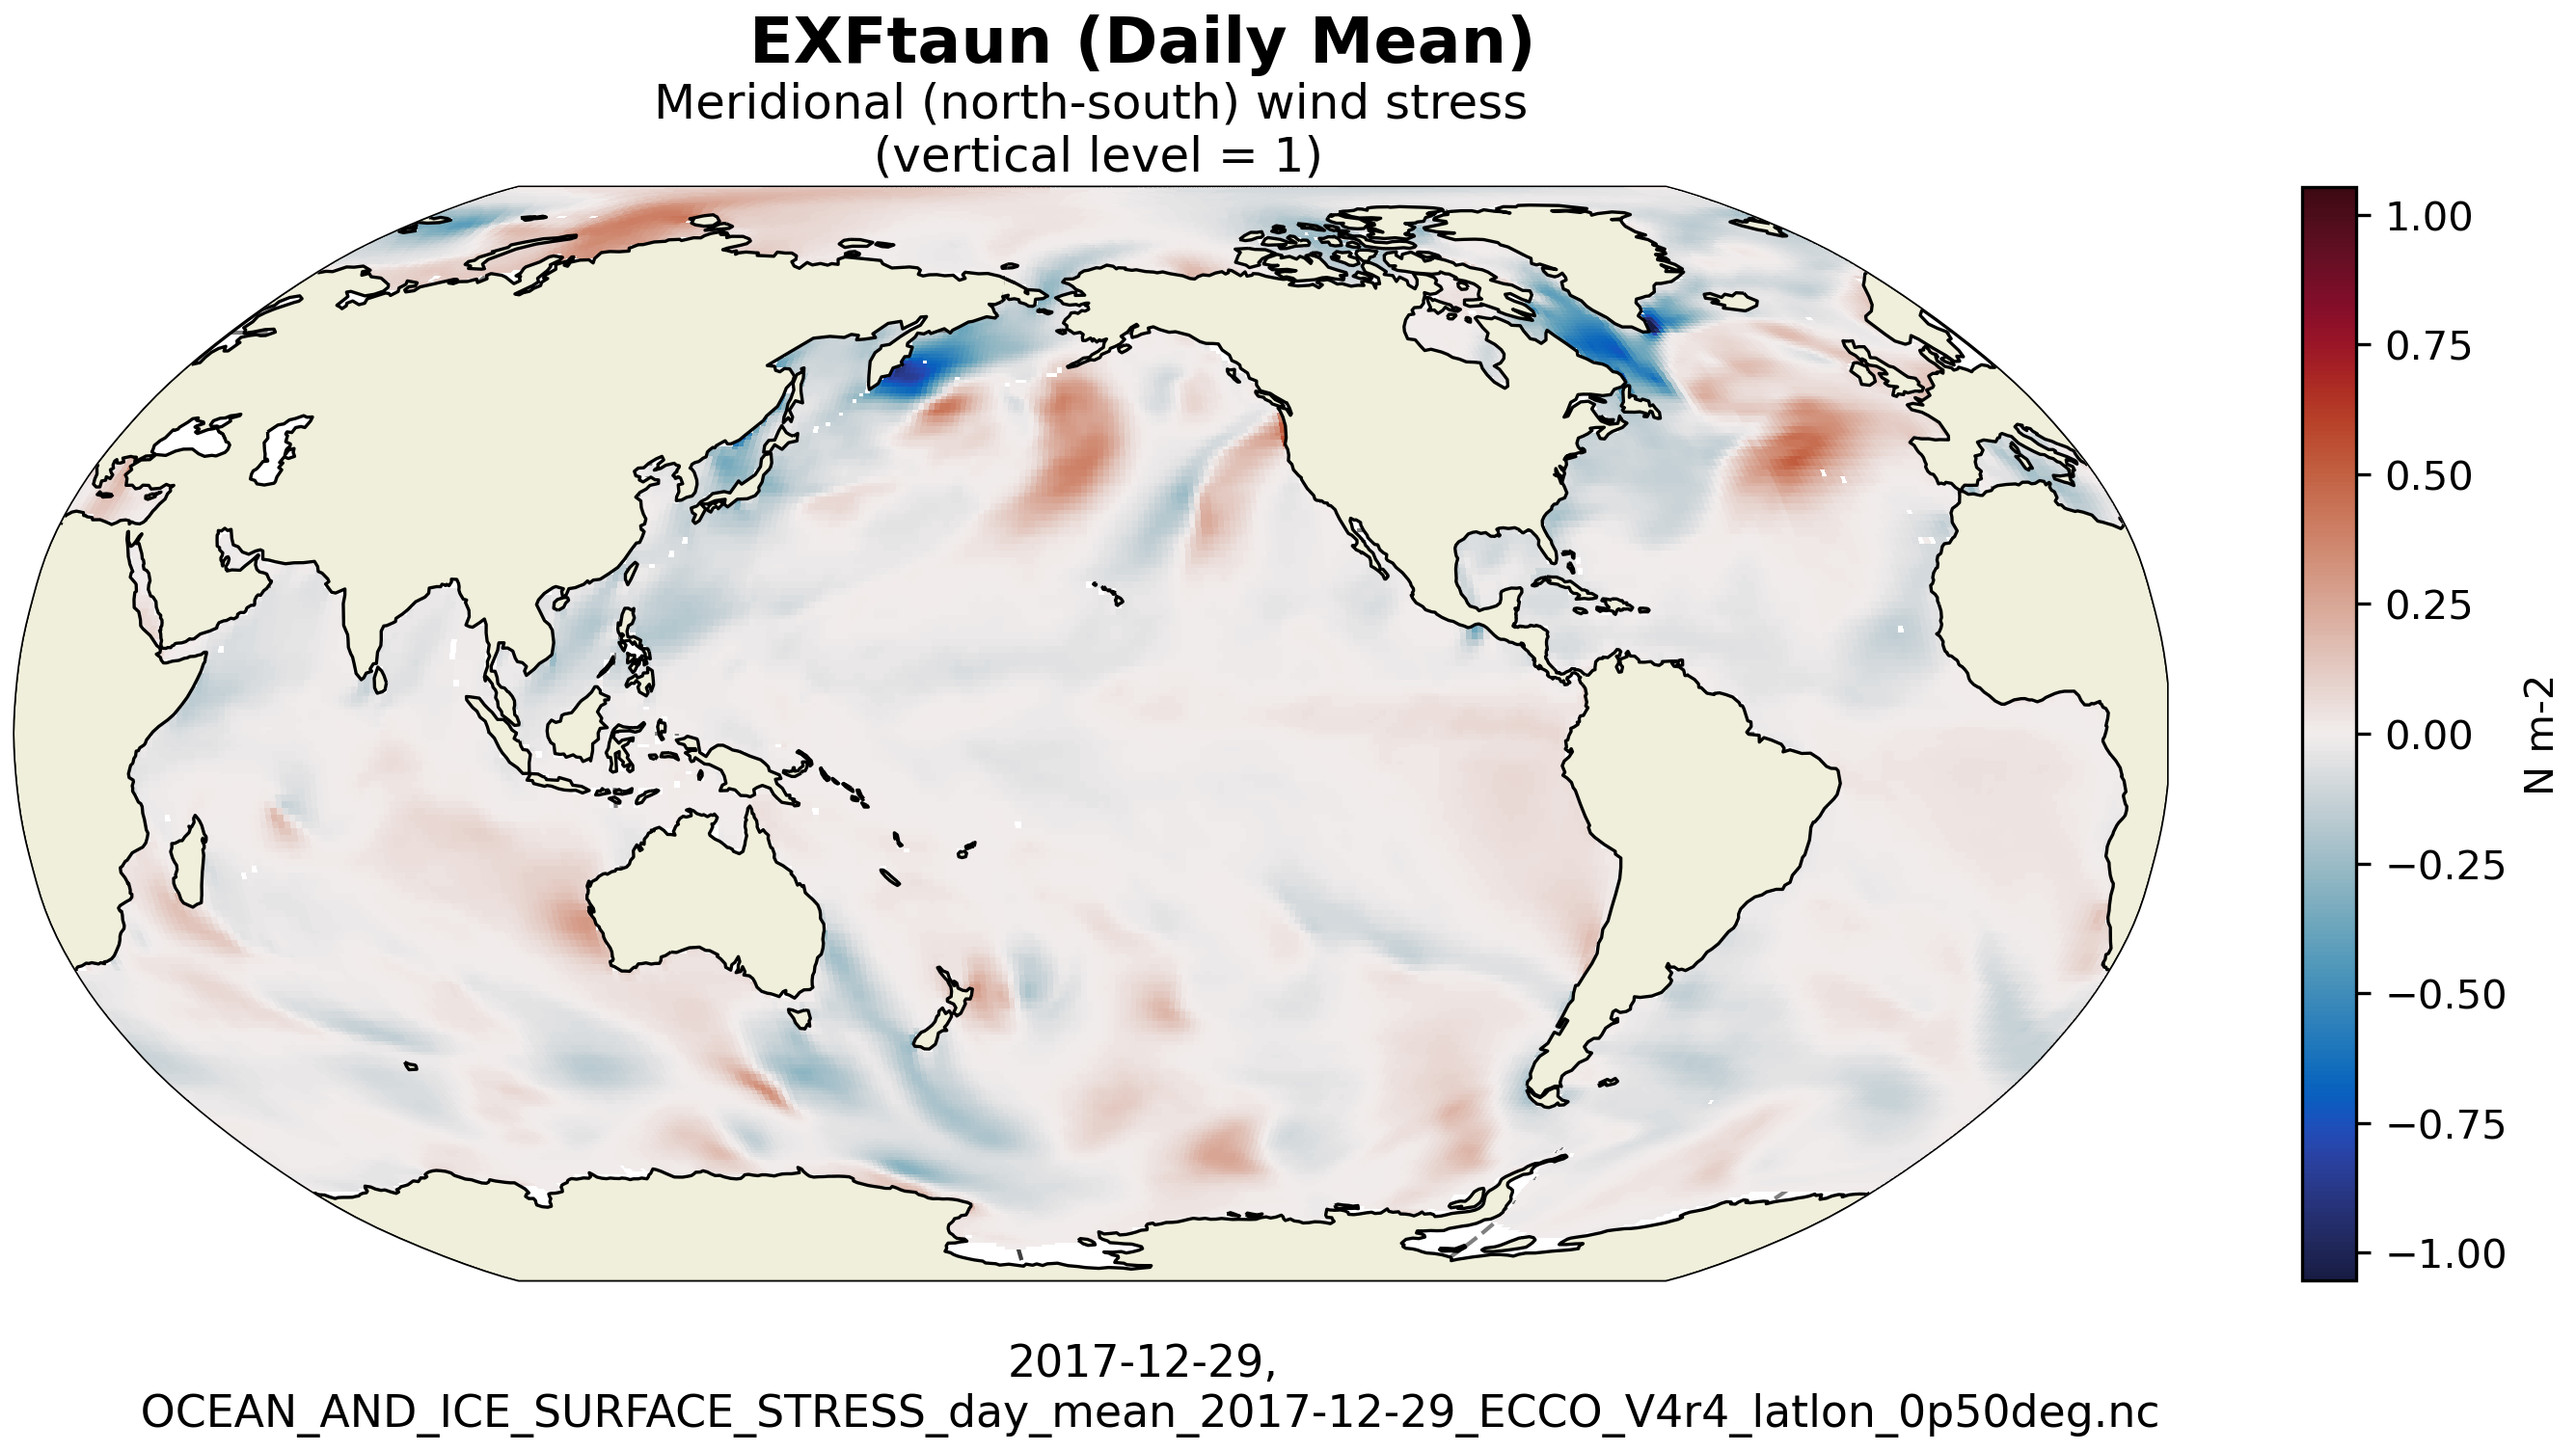 EXFtaun (Daily Mean)
Meridional (north-south) wind stress
(vertical level = 1)
1.00
0.75
0.50
0.25
0.00
−0.25
−0.50
−0.75
−1.00
N m-2
2017-12-29,
OCEAN_AND_ICE_SURFACE_STRESS_day_mean_2017-12-29_ECCO_V4r4_latlon_0p50deg.nc